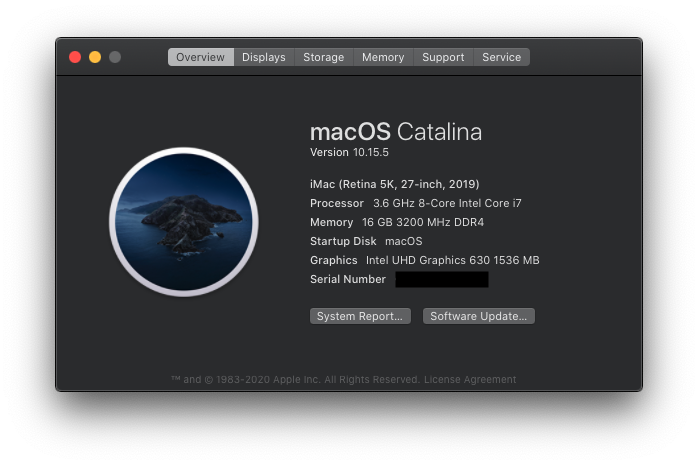 Overview Displays Storage Memory Support Service
macOS Catalina
Version 10.15.5
iMac (Retina 5K, 27-inch, 2019)
Processor 3.6 GHz 8-Core Intel Core i7
Memory 16 GB 3200 MHz DDR4
Startup Disk macOS
Graphics Intel UHD Graphics 630 1536 MB
Serial Number
System Report... Software Update...
™ and © 1983-2020 Apple Inc. All Rights Reserved. License Agreement